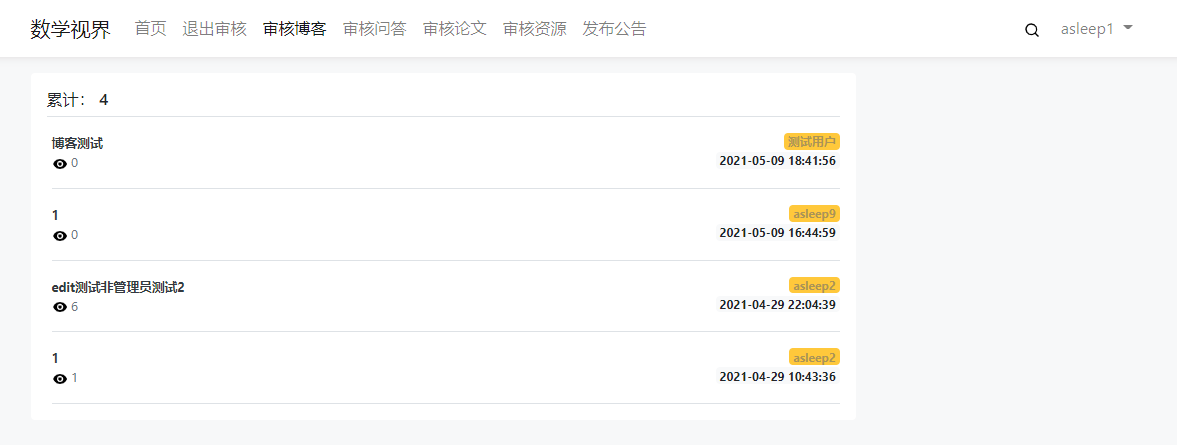 数学视界 首页 退出审核 审核博客 审核问答 审核论文 审核资源 发布公告 asleep1
累计： 4
博客测试 测试用户
0 2021-05-09 18:41:56
1 asleep9
0 2021-05-09 16:44:59
edit测试非管理员测试2 asleep2
6 2021-04-29 22:04:39
1 asleep2
1 2021-04-29 10:43:36